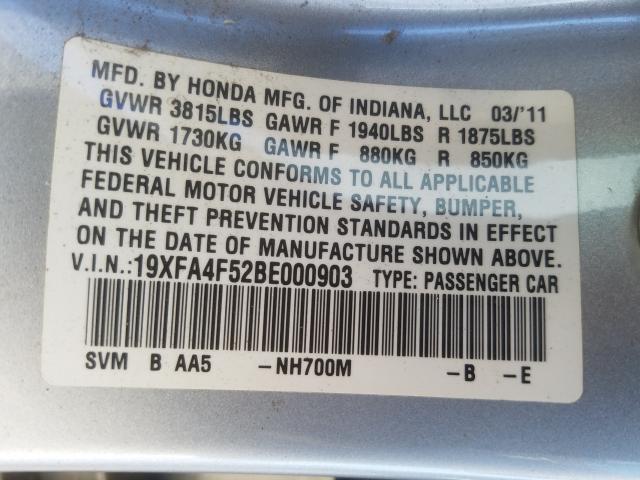 MFD. BY HONDA MFG. OF INDIANA, LLC 03/'11
GVWR 3815LBS GAWR F 1940LBS R 1875LBS
GVWR 1730KG GAWR F 880KG R 850KG
THIS VEHICLE CONFORMS TO ALL APPLICABLE
FEDERAL MOTOR VEHICLE SAFETY, BUMPER,
AND THEFT PREVENTION STANDARDS IN EFFECT
ON THE DATE OF MANUFACTURE SHOWN ABOVE.
V.I.N.:19XFA4F52BE000903 TYPE: PASSENGER CAR
SVM B AA5 -NH700M -B -E